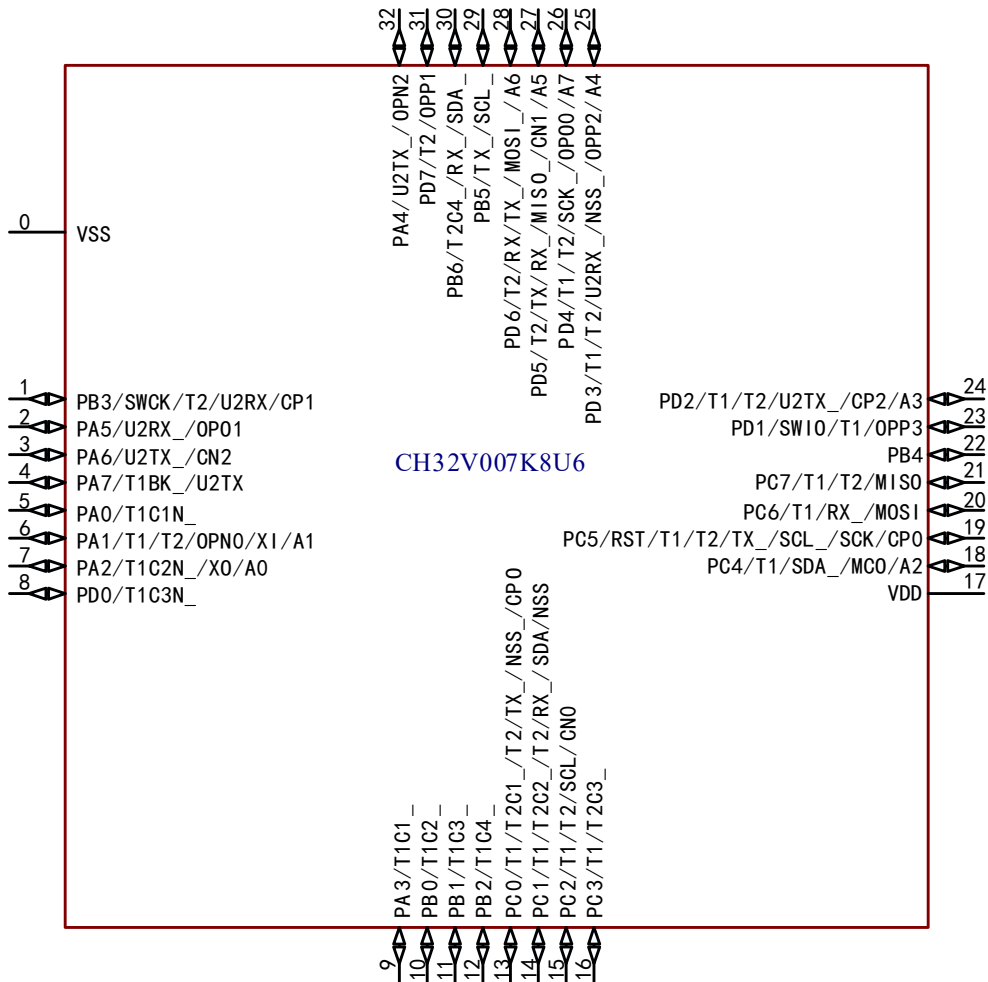 32
31
30
29
28
27
26
25
PA4/U2TX_/OPN2
PD7/T2/OPP1
PB6/T2C4_/RX_/SDA_
PB5/TX_/SCL_
PD6/T2/RX/TX_/MOSI_/A6
PD5/T2/TX/RX_/MISO_/CN1/A5
PD4/T1/T2/SCK_/OPO0/A7
PD3/T1/T2/U2RX_/NSS_/OPP2/A4
0 VSS
1 PB3/SWCK/T2/U2RX/CP1
2 PA5/U2RX_/OPO1
3 PA6/U2TX_/CN2
4 PA7/T1BK_/U2TX
5 PA0/T1C1N_
6 PA1/T1/T2/OPN0/XI/A1
7 PA2/T1C2N_/XO/A0
8 PD0/T1C3N_
CH32V007K8U6
PD2/T1/T2/U2TX_/CP2/A3 24
PD1/SWIO/T1/OPP3 23
PB4 22
PC7/T1/T2/MISO 21
PC6/T1/RX_/MOSI 20
PC5/RST/T1/T2/TX_/SCL_/SCK/CP0 19
PC4/T1/SDA_/MCO/A2 18
VDD 17
PA3/T1C1_
PB0/T1C2_
PB1/T1C3_
PB2/T1C4_
PC0/T1/T2C1_/T2/TX_/NSS_/CP0
PC1/T1/T2C2_/T2/RX_/SDA/NSS
PC2/T1/T2/SCL/CN0
PC3/T1/T2C3_
9
10
11
12
13
14
15
16